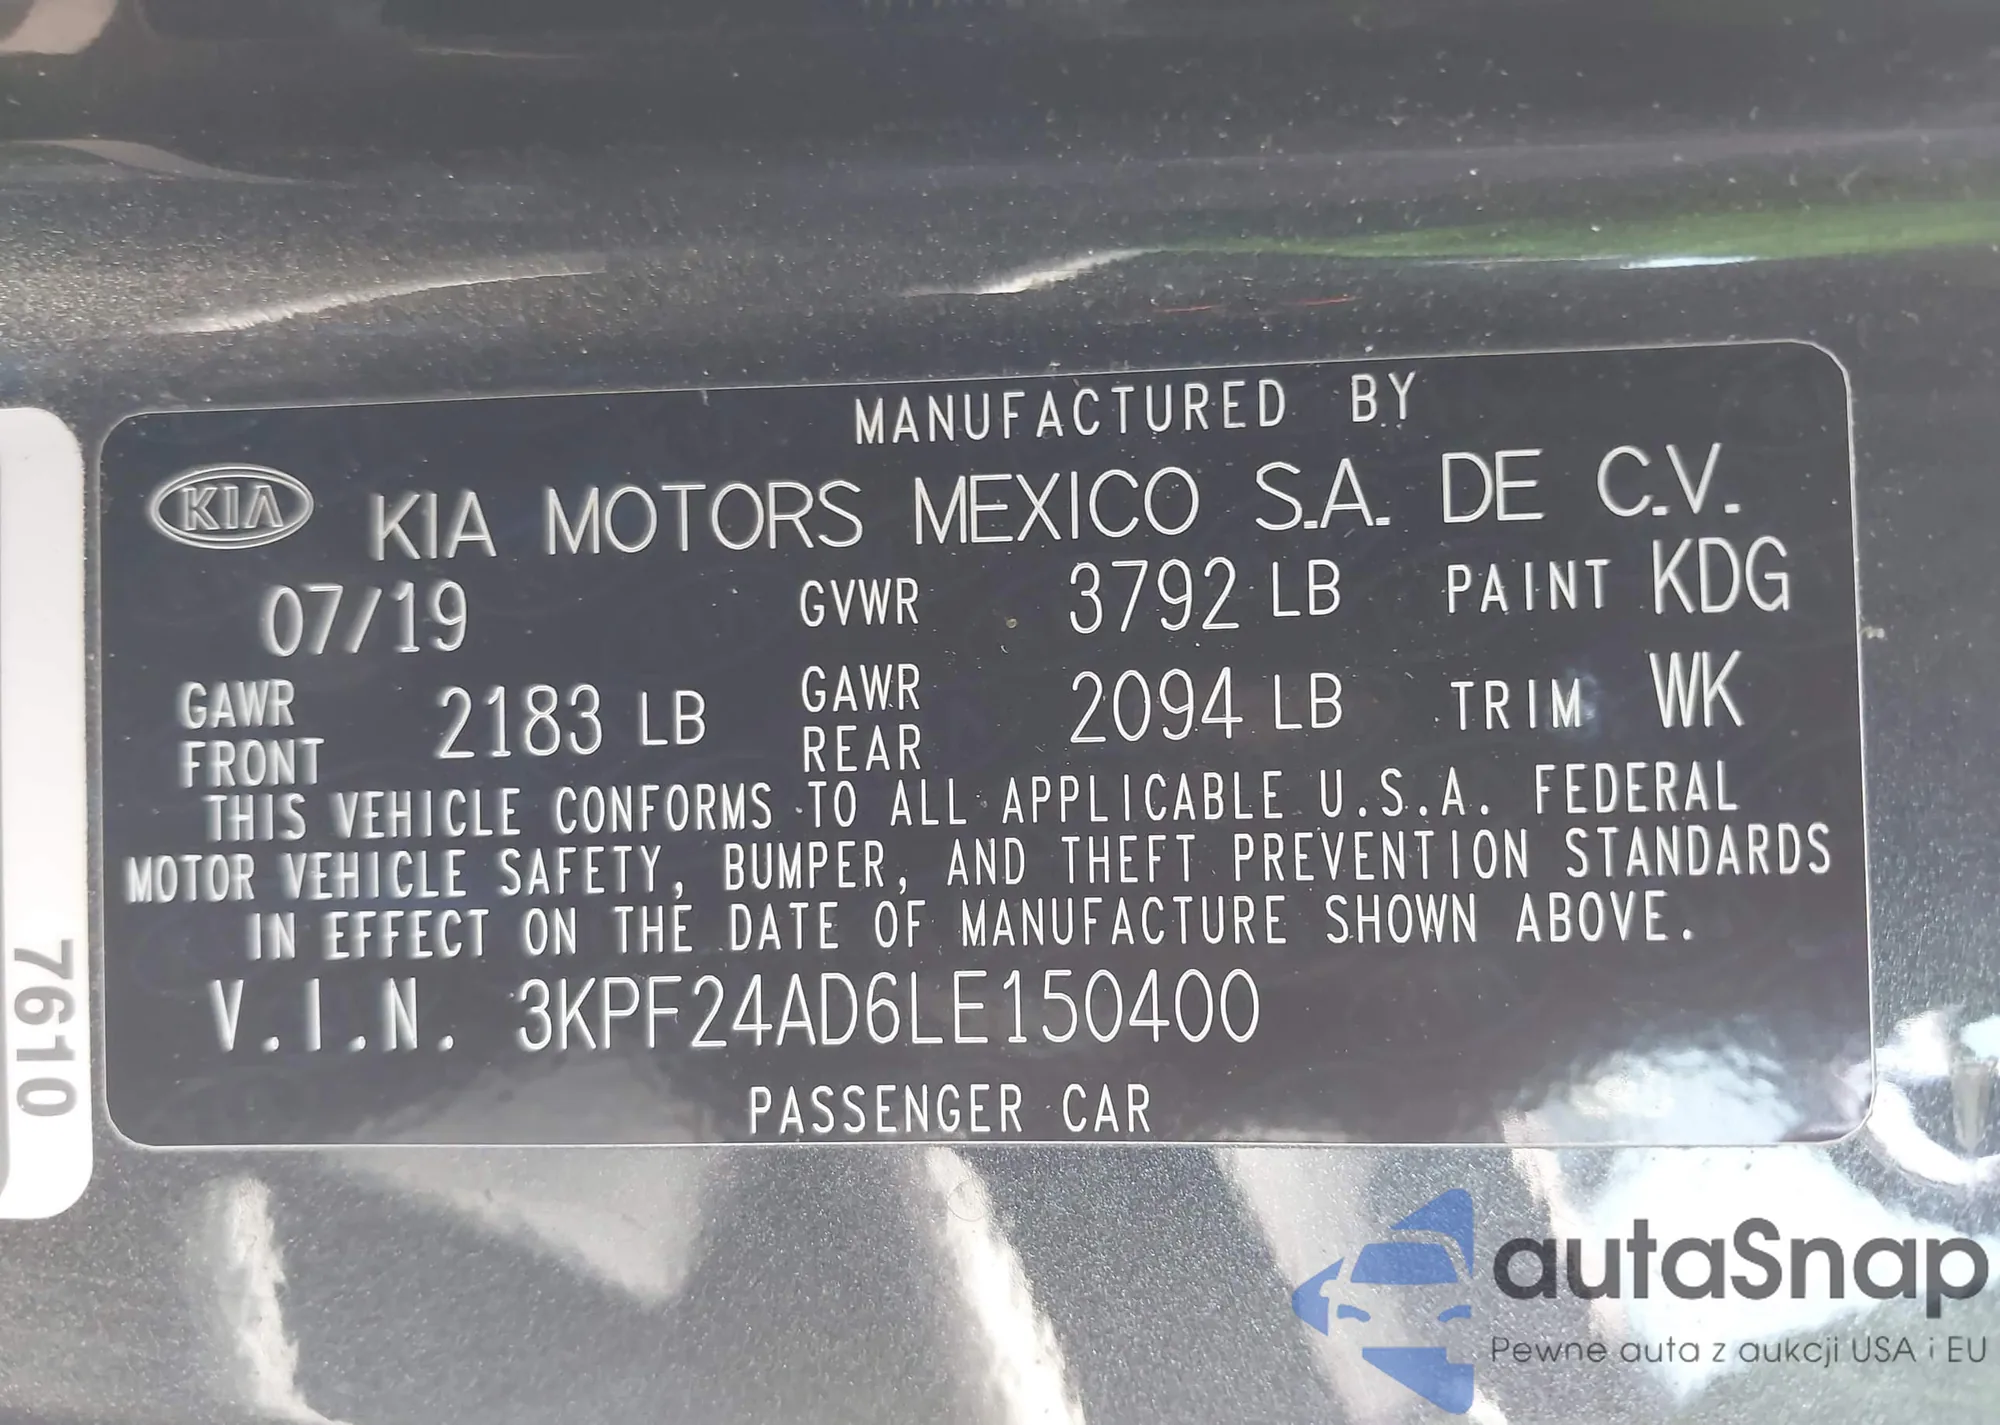 MANUFACTURED BY
KIA KIA MOTORS MEXICO S.A. DE C.V.
07/19 GVWR 3792 LB PAINT KDG
GAWR FRONT 2183 LB GAWR REAR 2094 LB TRIM WK
THIS VEHICLE CONFORMS TO ALL APPLICABLE U.S.A. FEDERAL
MOTOR VEHICLE SAFETY, BUMPER, AND THEFT PREVENTION STANDARDS
IN EFFECT ON THE DATE OF MANUFACTURE SHOWN ABOVE.
V.I.N. 3KPF24AD6LE150400
PASSENGER CAR
7610
autaSnap
Pewne auta z aukcji USA i EU